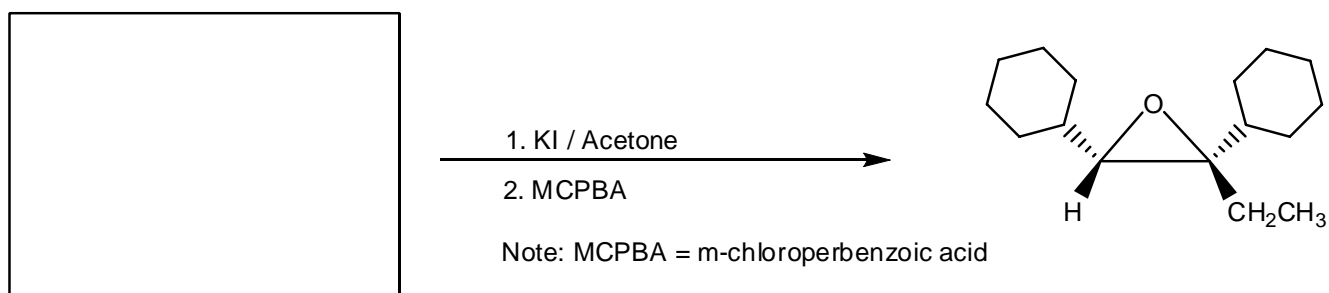 1. KI / Acetone
2. MCPBA
Note: MCPBA = m-chloroperbenzoic acid
O
H
CH₂CH₃